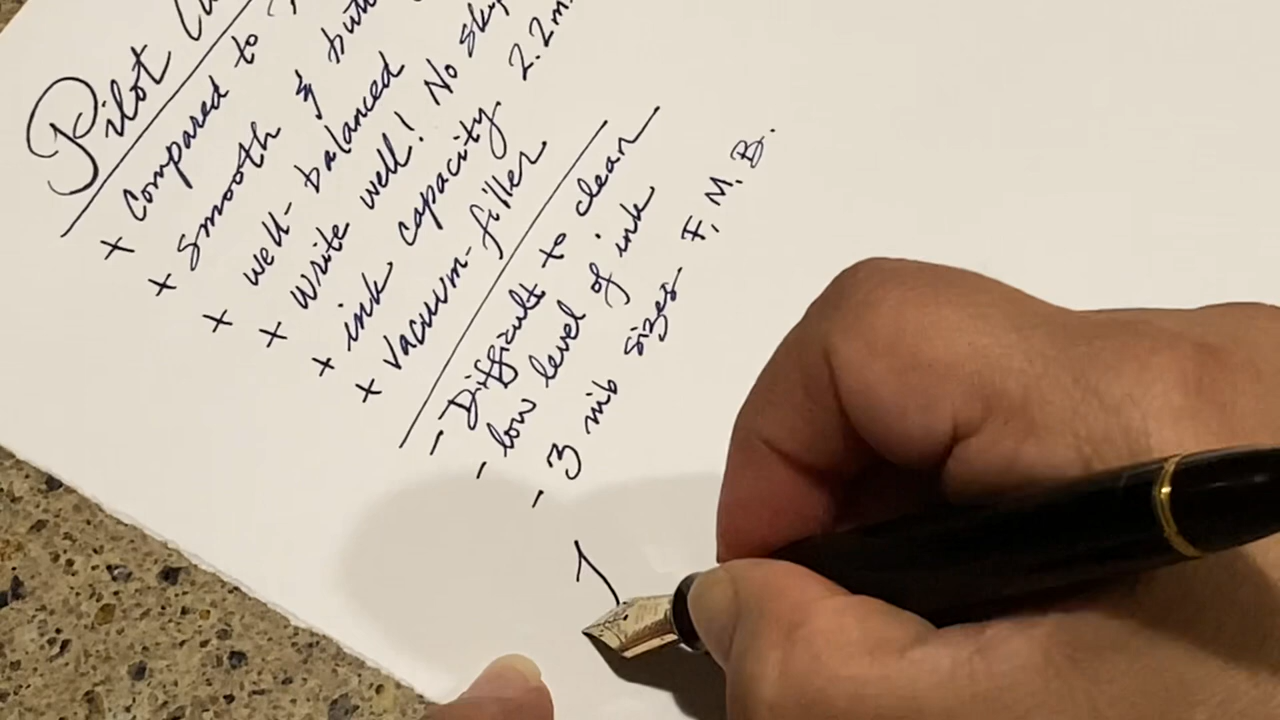 Pilot
+ Compared to
+ smooth &
+ well-balanced
+ write well! No
+ ink capacity 2.2m
+ Vacuum-filler
- Difficult to clean
- low level of ink
- 3 nib sizes F, M, B.